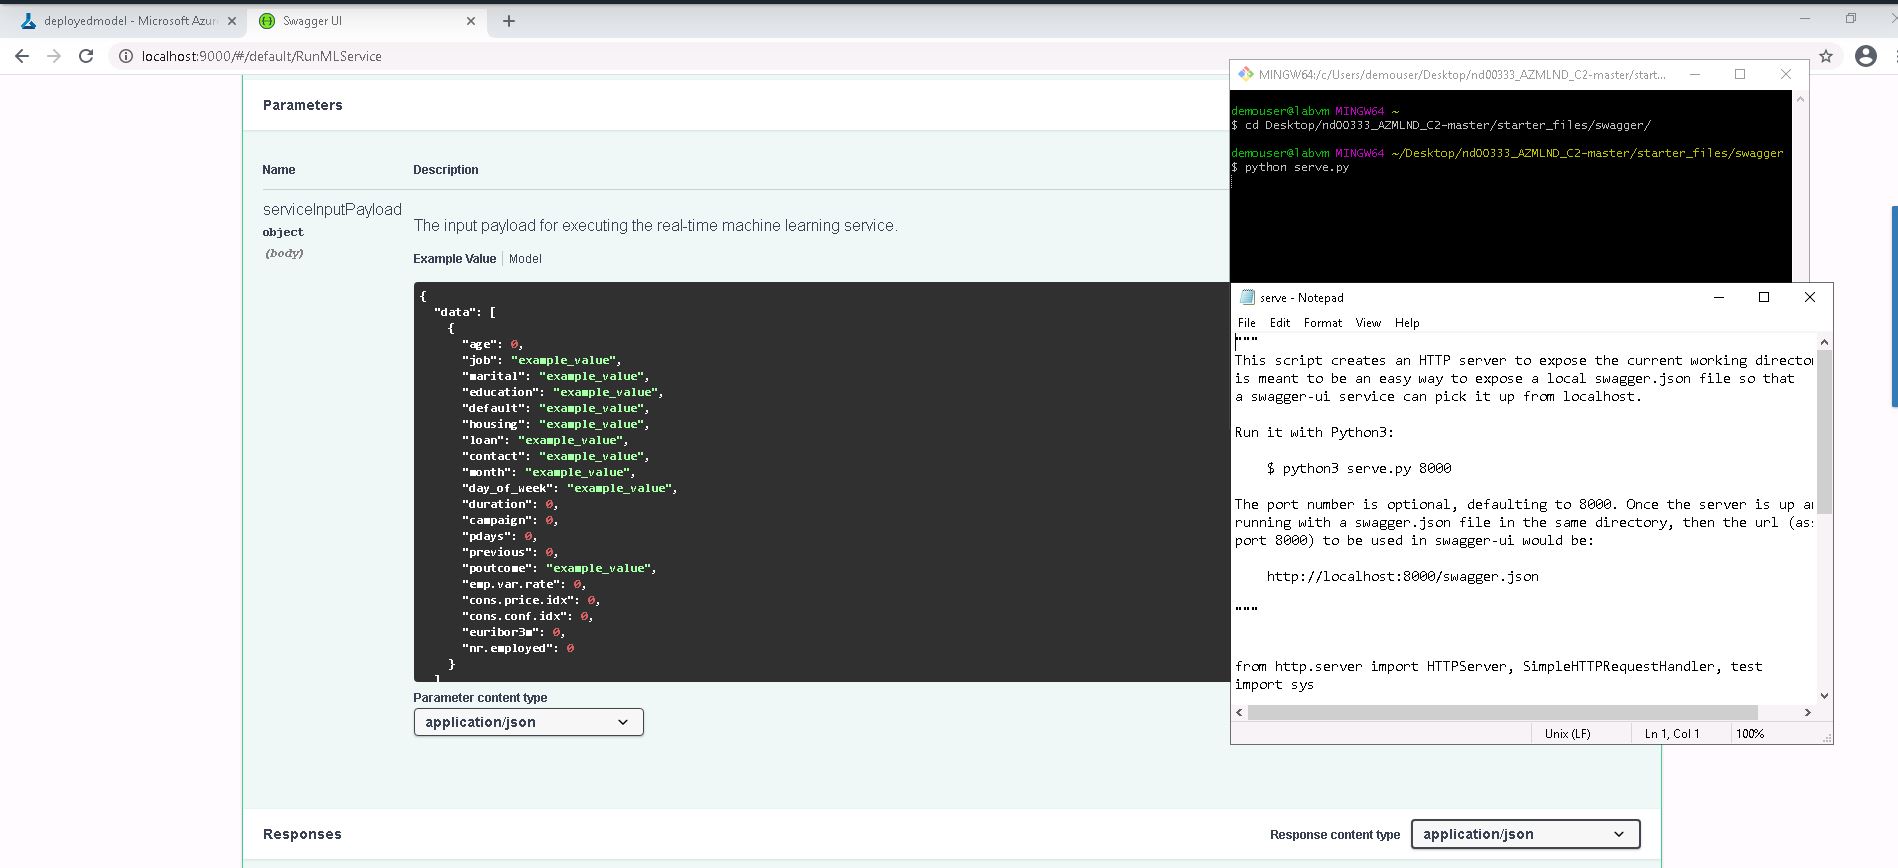 deployedmodel - Microsoft Azur
Swagger UI
localhost:9000/#/default/RunMLService
Parameters
Name
Description
serviceInputPayload
object
(body)
The input payload for executing the real-time machine learning service.
Example Value
Model
{
"data": [
{
"age": 0,
"job": "example_value",
"marital": "example_value",
"education": "example_value",
"default": "example_value",
"housing": "example_value",
"loan": "example_value",
"contact": "example_value",
"month": "example_value",
"day_of_week": "example_value",
"duration": 0,
"campaign": 0,
"pdays": 0,
"previous": 0,
"poutcome": "example_value",
"emp.var.rate": 0,
"cons.price.idx": 0,
"cons.conf.idx": 0,
"euribor3m": 0,
"nr.employed": 0
}
]
Parameter content type
application/json
Responses
Response content type
application/json
MINGW64:/c/Users/demouser/Desktop/nd00333_AZMLND_C2-master/start...
demouser@labvm MINGW64 ~
$ cd Desktop/nd00333_AZMLND_C2-master/starter_files/swagger/
demouser@labvm MINGW64 ~/Desktop/nd00333_AZMLND_C2-master/starter_files/swagger
$ python serve.py
serve - Notepad
File Edit Format View Help
"""
This script creates an HTTP server to expose the current working director
is meant to be an easy way to expose a local swagger.json file so that
a swagger-ui service can pick it up from localhost.
Run it with Python3:
$ python3 serve.py 8000
The port number is optional, defaulting to 8000. Once the server is up an
running with a swagger.json file in the same directory, then the url (ass
port 8000) to be used in swagger-ui would be:
http://localhost:8000/swagger.json
"""
from http.server import HTTPServer, SimpleHTTPRequestHandler, test
import sys
Unix (LF)
Ln 1, Col 1
100%